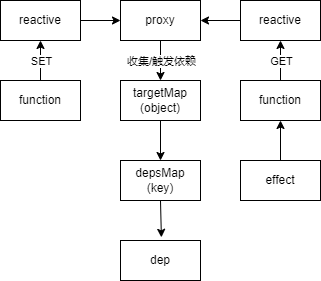 reactive
proxy
reactive
SET
收集/触发依赖
GET
function
targetMap
(object)
function
depsMap
(key)
effect
dep